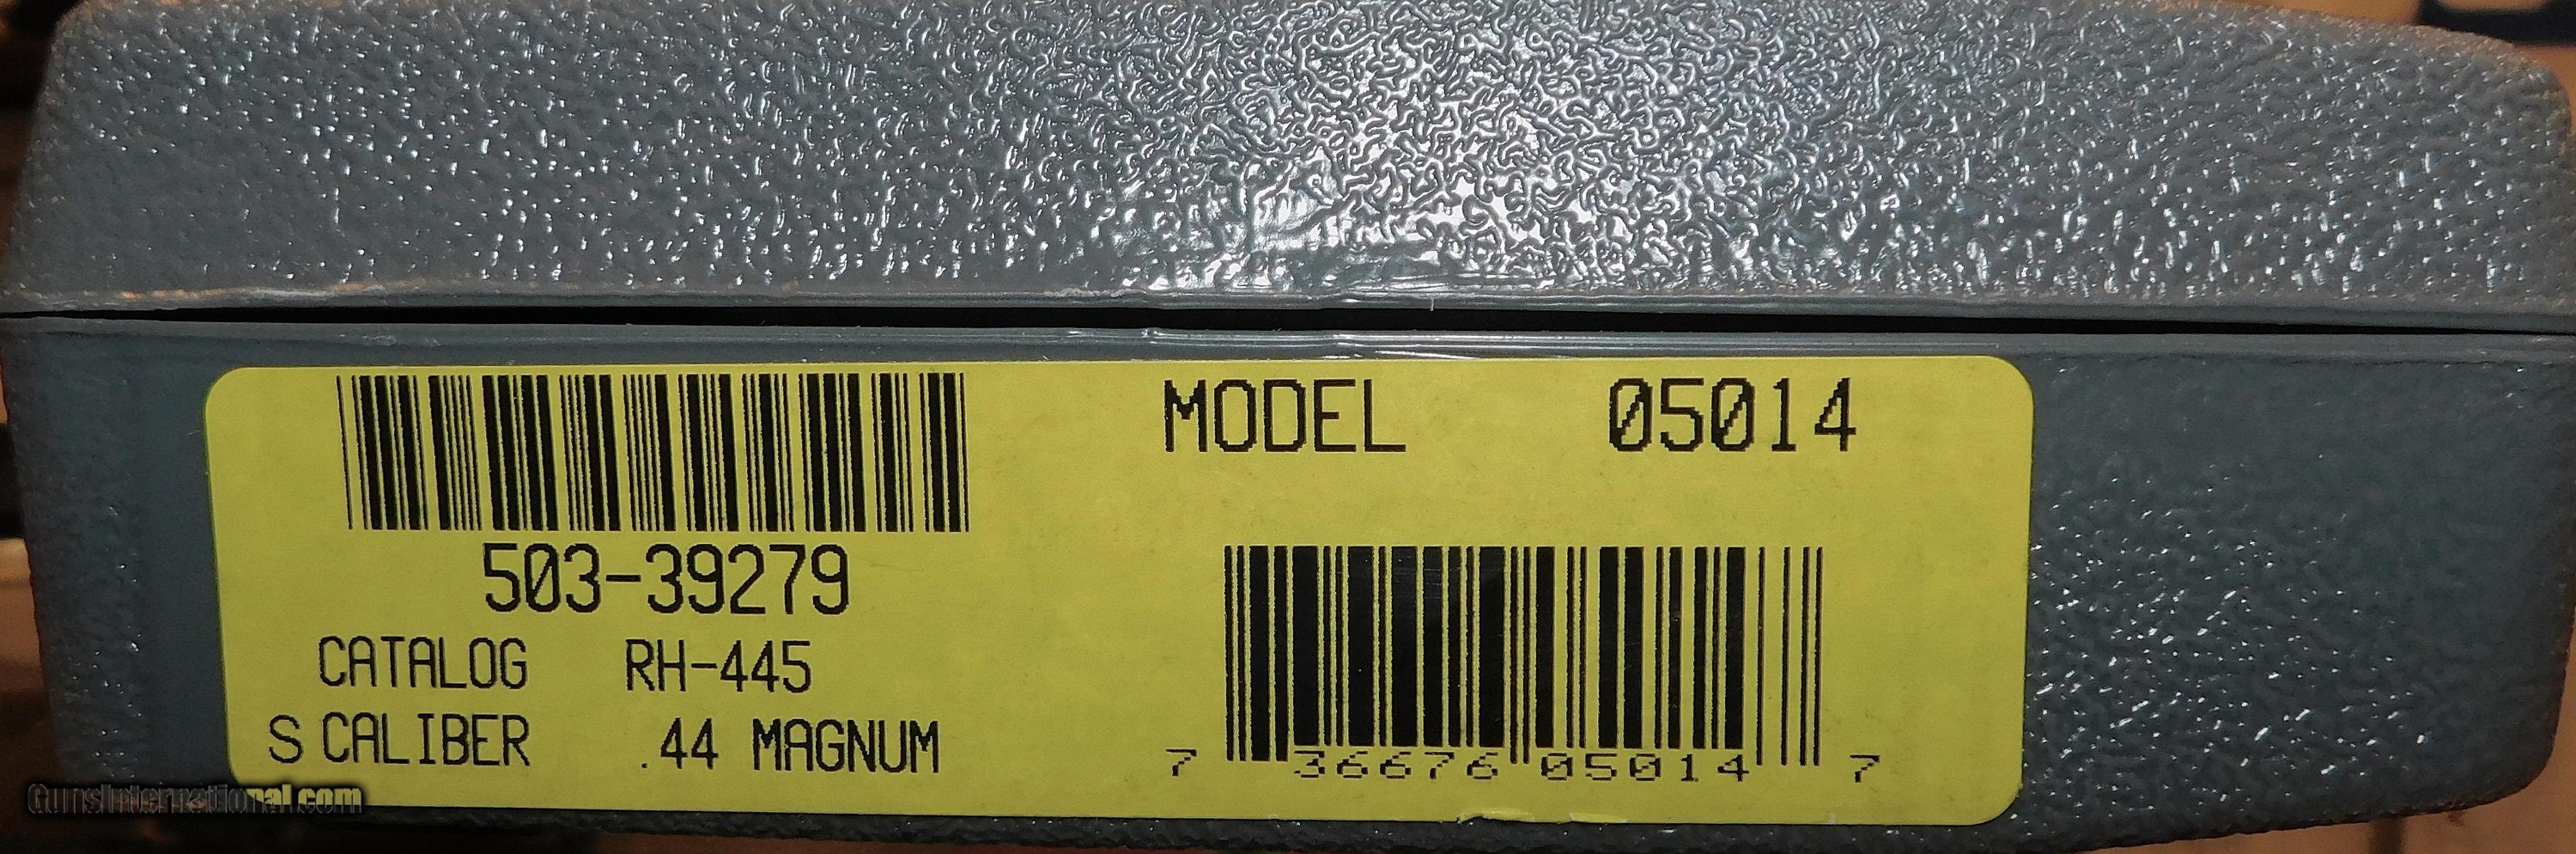 MODEL 05014
503-39279
CATALOG RH-445
S CALIBER .44 MAGNUM
7 36676 05014 7
GunsInternational.com